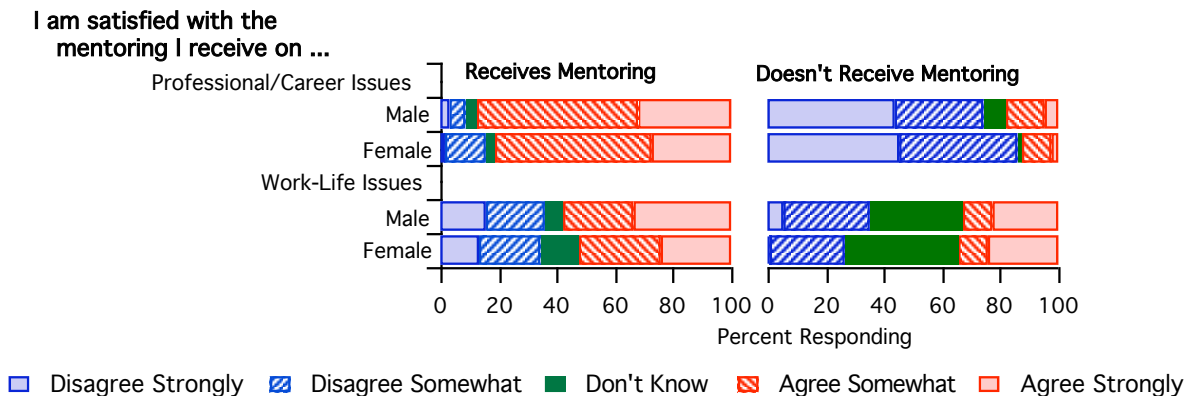 I am satisfied with the
mentoring I receive on ...
Receives Mentoring
Doesn't Receive Mentoring
Professional/Career Issues
Male
Female
Work-Life Issues
Male
Female
0 20 40 60 80 100 0 20 40 60 80 100
Percent Responding
Disagree Strongly Disagree Somewhat Don't Know Agree Somewhat Agree Strongly